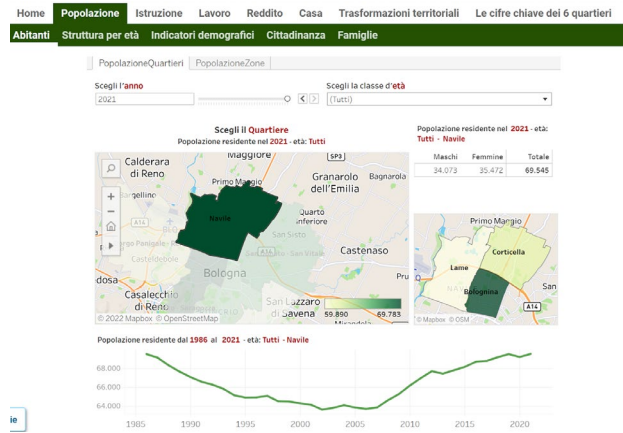 Home Popolazione Istruzione Lavoro Reddito Casa Trasformazioni territoriali Le cifre chiave dei 6 quartieri
Abitanti Struttura per età Indicatori demografici Cittadinanza Famiglie
PopolazioneQuartieri PopolazioneZone
Scegli l'anno
2021
Scegli la classe d'età
(Tutti)
Scegli il Quartiere
Popolazione residente nel 2021 - età: Tutti
Popolazione residente nel 2021 - età:
Tutti - Navile
Maschi Femmine Totale
34.073 35.472 69.545
Calderara
di Reno
Maggiore
SP3
Primo Maggio
Granarolo
dell'Emilia
Bagnarola
Navile
Quarto
Inferiore
A14
San Sisto
Castenaso
Casteldebole
Bologna
Casalecchio
di Reno
San Lazzaro
di Savena
59.890 69.783
© 2022 Mapbox © OpenStreetMap
Primo Maggio
Corticella
Lame
Bolognina
A14
© Mapbox © OSM
Popolazione residente dal 1986 al 2021 - età: Tutti - Navile
68.000
66.000
64.000
1985 1990 1995 2000 2005 2010 2015 2020
ie